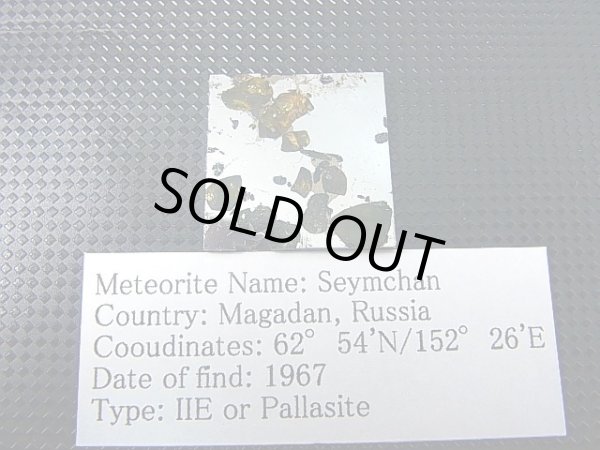 SOLD OUT
Meteorite Name: Seymchan
Country: Magadan, Russia
Cooudinates: 62° 54'N/152° 26'E
Date of find: 1967
Type: IIE or Pallasite